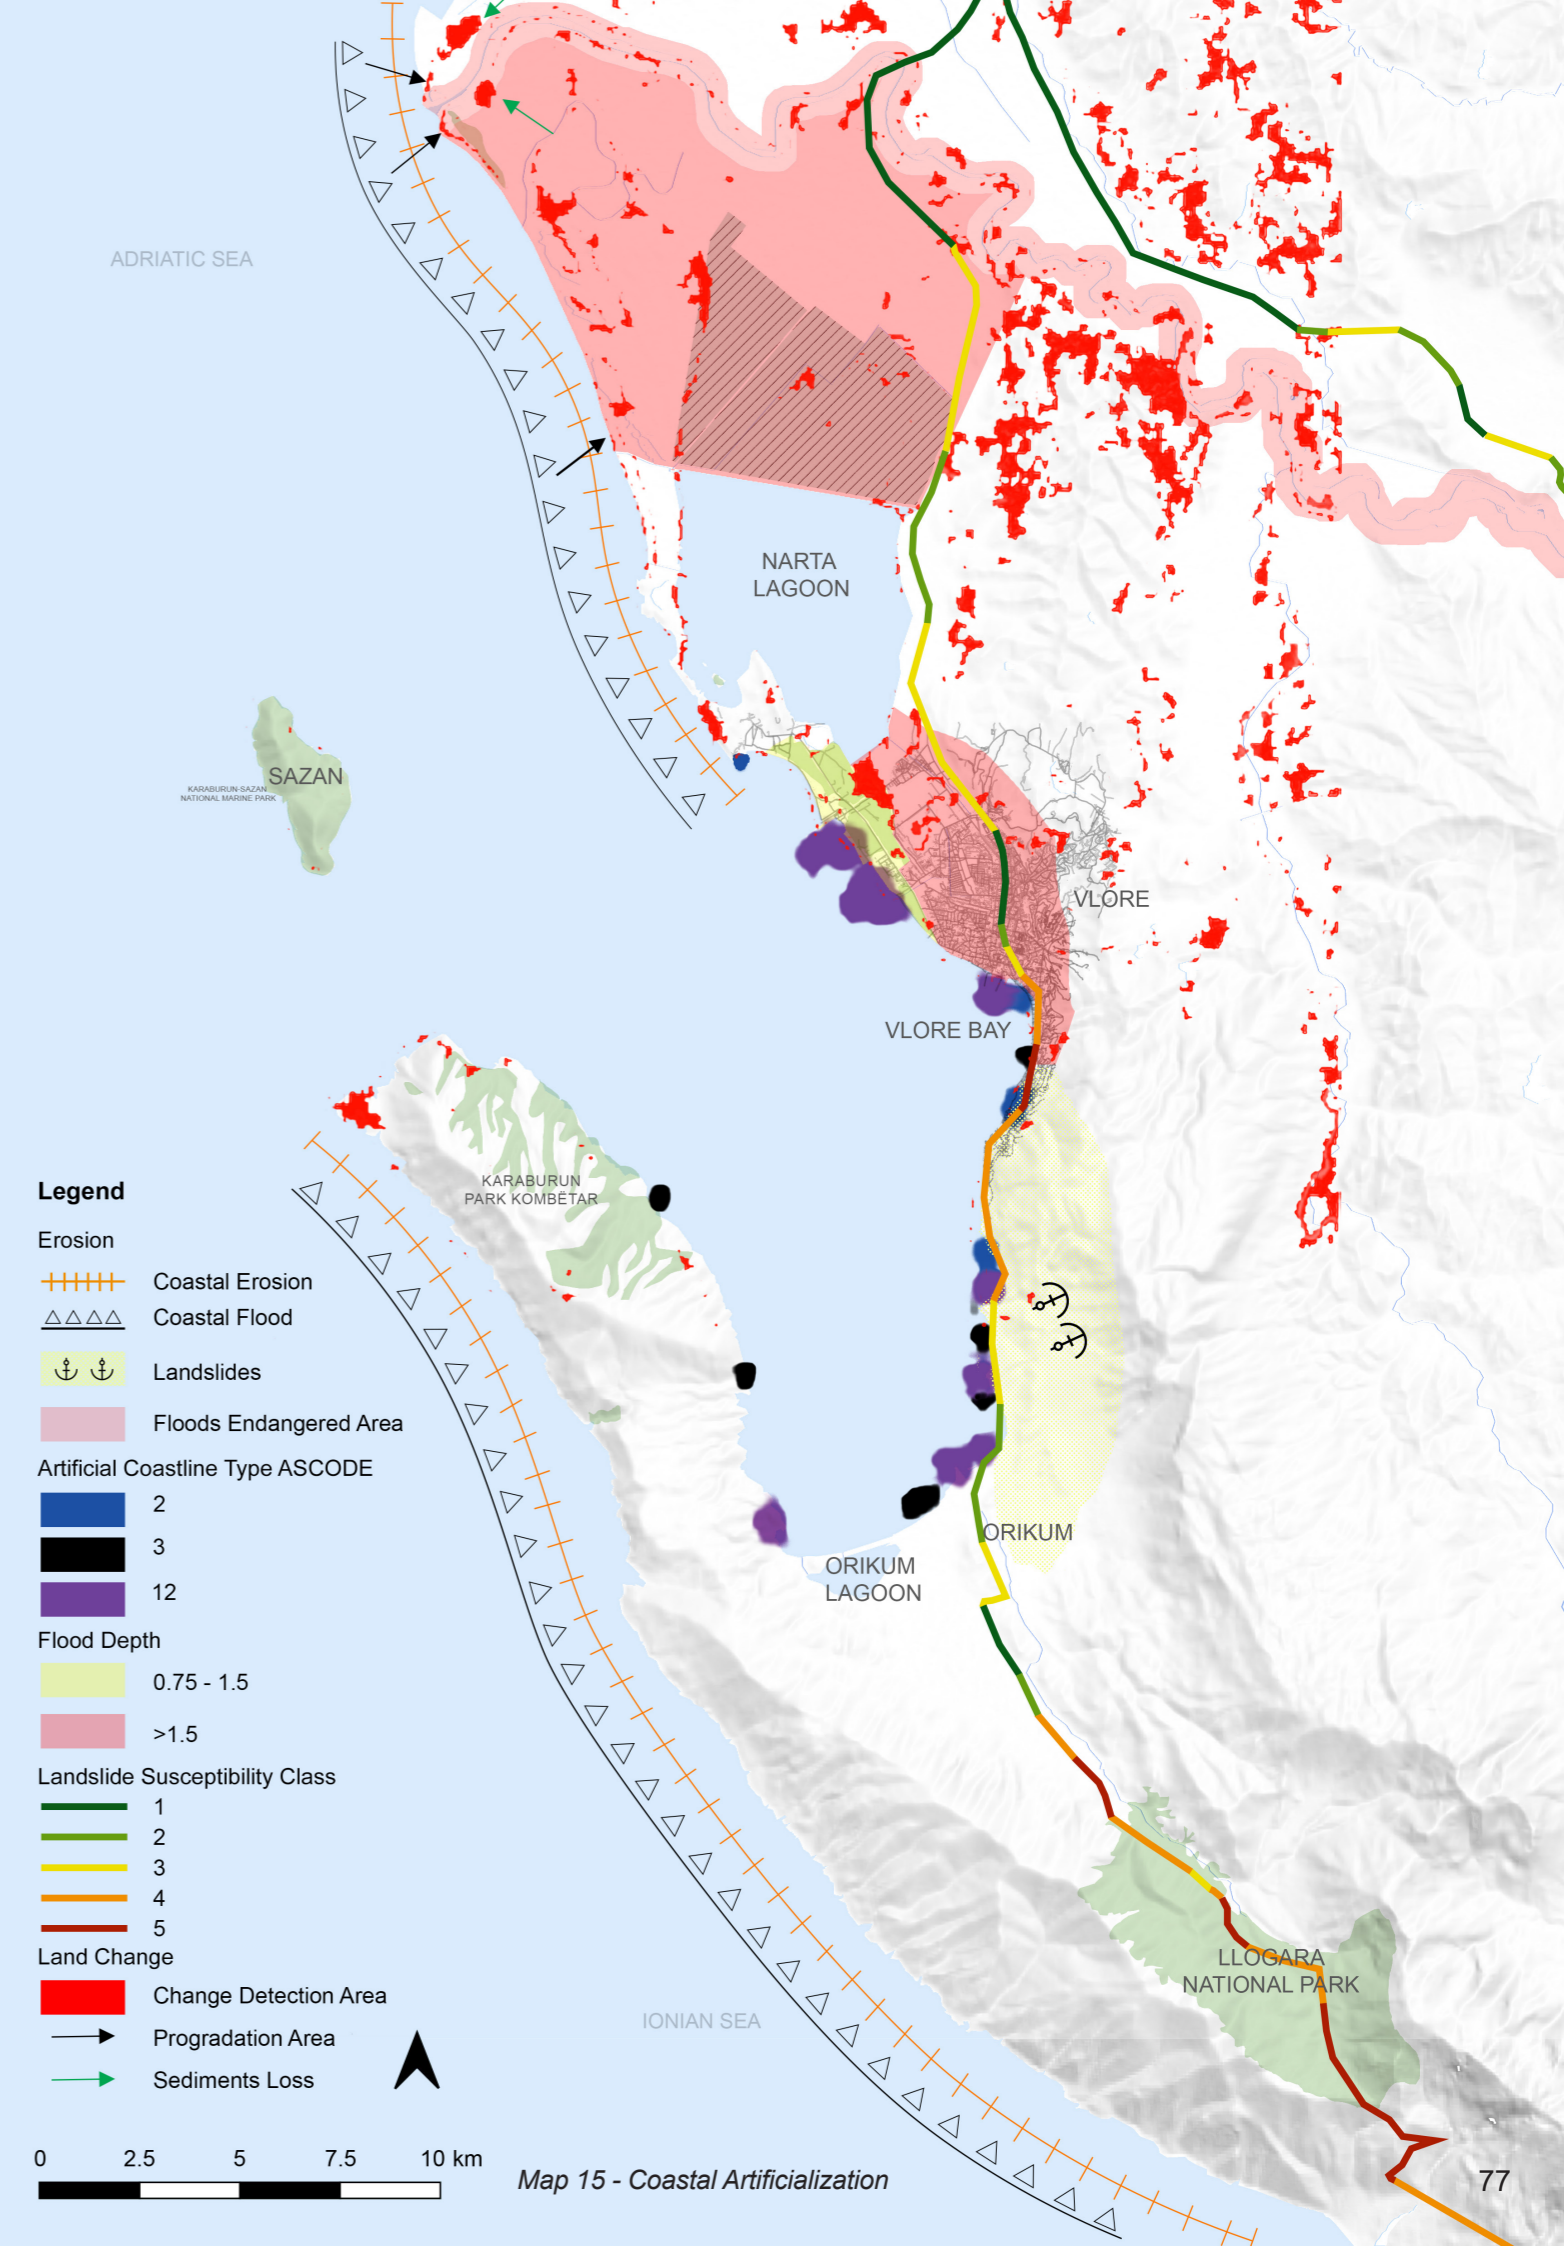 ADRIATIC SEA
NARTA
LAGOON
SAZAN
KARABURUN-SAZAN
NATIONAL MARINE PARK
VLORE
VLORE BAY
KARABURUN
PARK KOMBËTAR
ORIKUM
ORIKUM
LAGOON
LLOGARA
NATIONAL PARK
IONIAN SEA
Legend
Erosion
Coastal Erosion
Coastal Flood
Landslides
Floods Endangered Area
Artificial Coastline Type ASCODE
2
3
12
Flood Depth
0.75 - 1.5
>1.5
Landslide Susceptibility Class
1
2
3
4
5
Land Change
Change Detection Area
Progradation Area
Sediments Loss
0 2.5 5 7.5 10 km
Map 15 - Coastal Artificialization
77